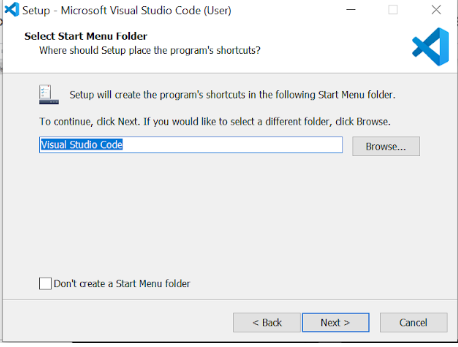 Setup - Microsoft Visual Studio Code (User)
Select Start Menu Folder
Where should Setup place the program's shortcuts?
Setup will create the program's shortcuts in the following Start Menu folder.
To continue, click Next. If you would like to select a different folder, click Browse.
Visual Studio Code
Browse...
Don't create a Start Menu folder
< Back
Next >
Cancel